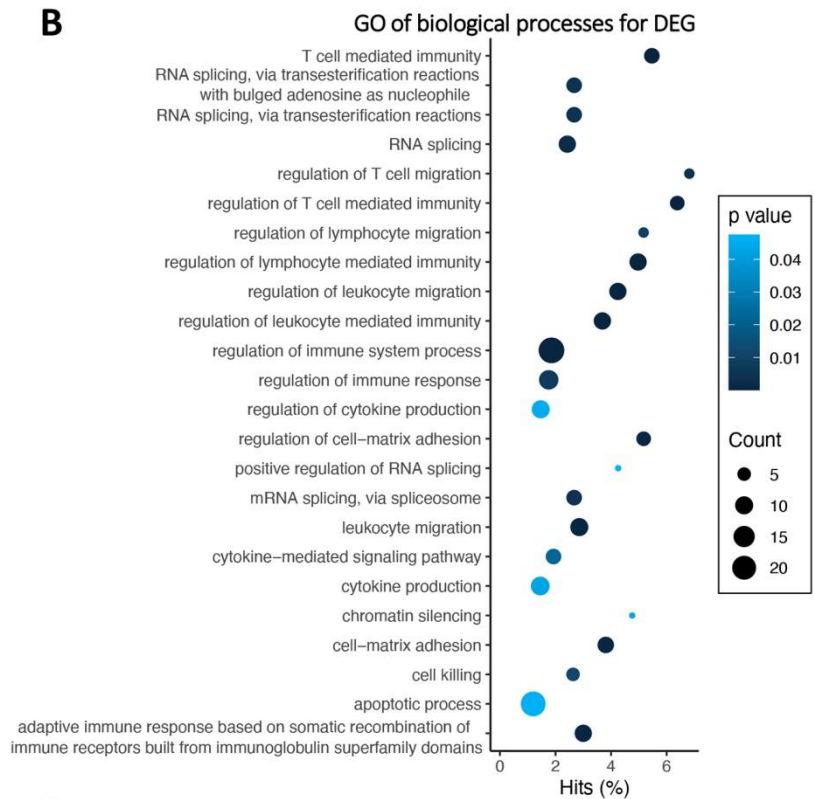 B
GO of biological processes for DEG
T cell mediated immunity
RNA splicing, via transesterification reactions
with bulged adenosine as nucleophile
RNA splicing, via transesterification reactions
RNA splicing
regulation of T cell migration
regulation of T cell mediated immunity
regulation of lymphocyte migration
regulation of lymphocyte mediated immunity
regulation of leukocyte migration
regulation of leukocyte mediated immunity
regulation of immune system process
regulation of immune response
regulation of cytokine production
regulation of cell−matrix adhesion
positive regulation of RNA splicing
mRNA splicing, via spliceosome
leukocyte migration
cytokine−mediated signaling pathway
cytokine production
chromatin silencing
cell−matrix adhesion
cell killing
apoptotic process
adaptive immune response based on somatic recombination of
immune receptors built from immunoglobulin superfamily domains
0 2 4 6
Hits (%)
p value
0.04
0.03
0.02
0.01
Count
5
10
15
20